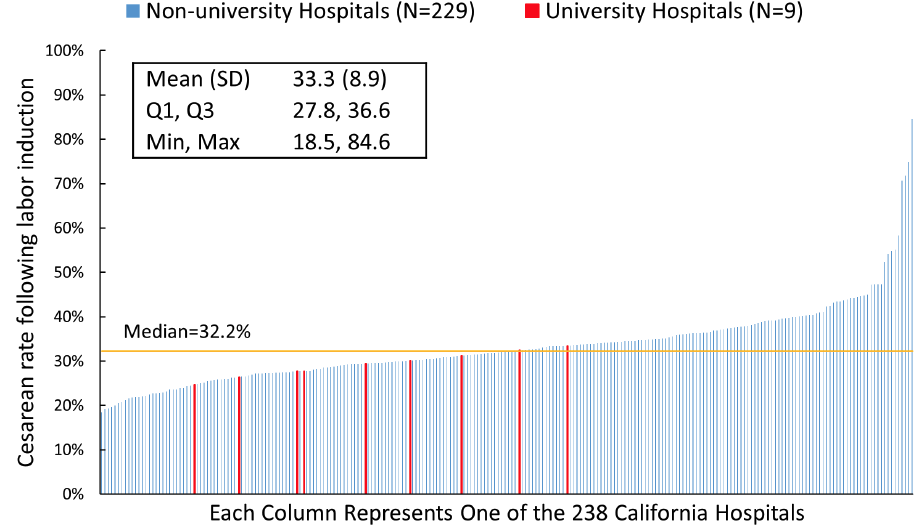 Non-university Hospitals (N=229) University Hospitals (N=9)
Cesarean rate following labor induction
100%
90%
80%
70%
60%
50%
40%
30%
20%
10%
0%
Mean (SD) 33.3 (8.9)
Q1, Q3 27.8, 36.6
Min, Max 18.5, 84.6
Median=32.2%
Each Column Represents One of the 238 California Hospitals